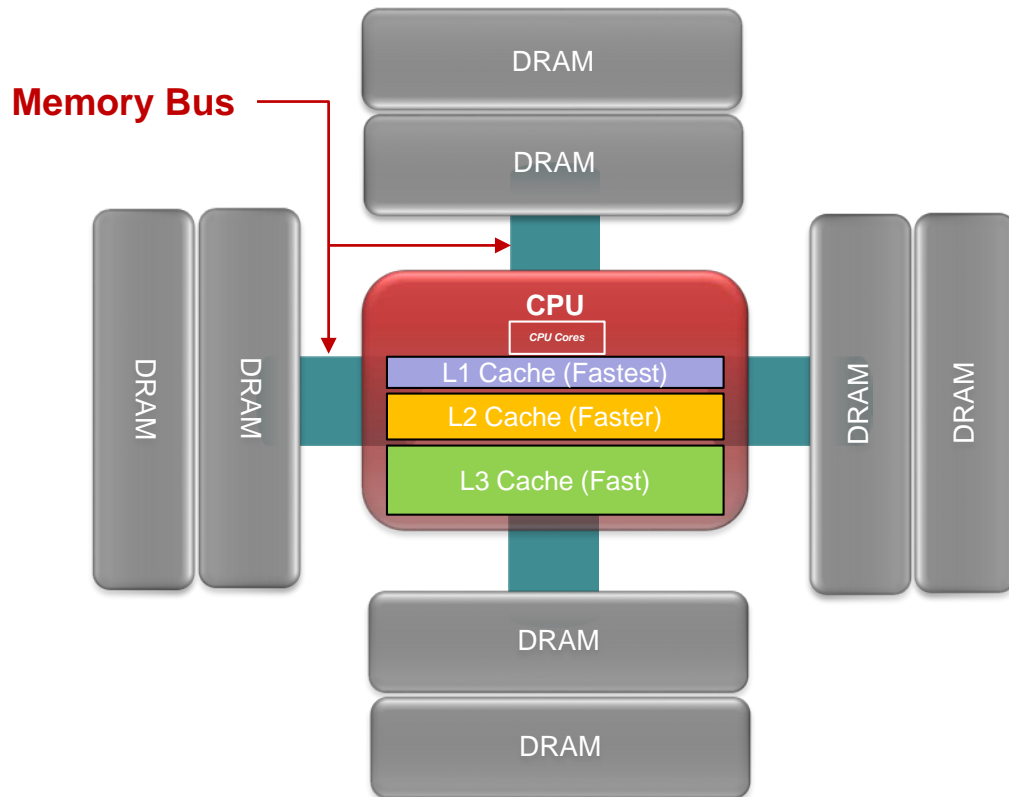 DRAM
Memory Bus
DRAM
CPU
CPU Cores
L1 Cache (Fastest)
L2 Cache (Faster)
L3 Cache (Fast)
DRAM
DRAM
DRAM
DRAM
DRAM
DRAM